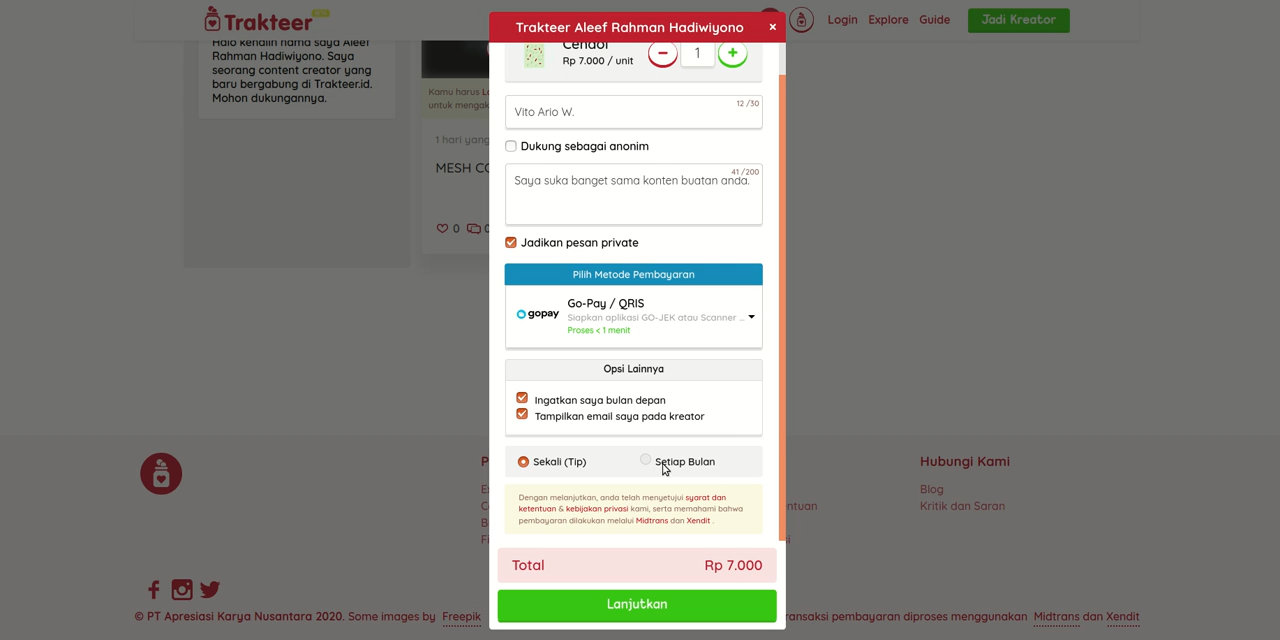 Trakteer
Login
Explore
Guide
Jadi Kreator
Halo kenalin nama saya Aleef
Rahman Hadiwiyono. Saya
seorang content creator yang
baru bergabung di Trakteer.id.
Mohon dukungannya.
Kamu harus
untuk mengak
1 hari yang
MESH CO
0
Trakteer Aleef Rahman Hadiwiyono
×
Cendol
Rp 7.000 / unit
1
12 /30
Vito Ario W.
Dukung sebagai anonim
41 /200
Saya suka banget sama konten buatan anda.
Jadikan pesan private
Pilih Metode Pembayaran
gopay
Go-Pay / QRIS
Siapkan aplikasi GO-JEK atau Scanner ...
Proses < 1 menit
Opsi Lainnya
Ingatkan saya bulan depan
Tampilkan email saya pada kreator
Sekali (Tip)
Setiap Bulan
Dengan melanjutkan, anda telah menyetujui syarat dan
ketentuan & kebijakan privasi kami, serta memahami bahwa
pembayaran dilakukan melalui Midtrans dan Xendit .
Total
Rp 7.000
Lanjutkan
Hubungi Kami
Blog
Kritik dan Saran
© PT Apresiasi Karya Nusantara 2020. Some images by Freepik
ransaksi pembayaran diproses menggunakan Midtrans dan Xendit